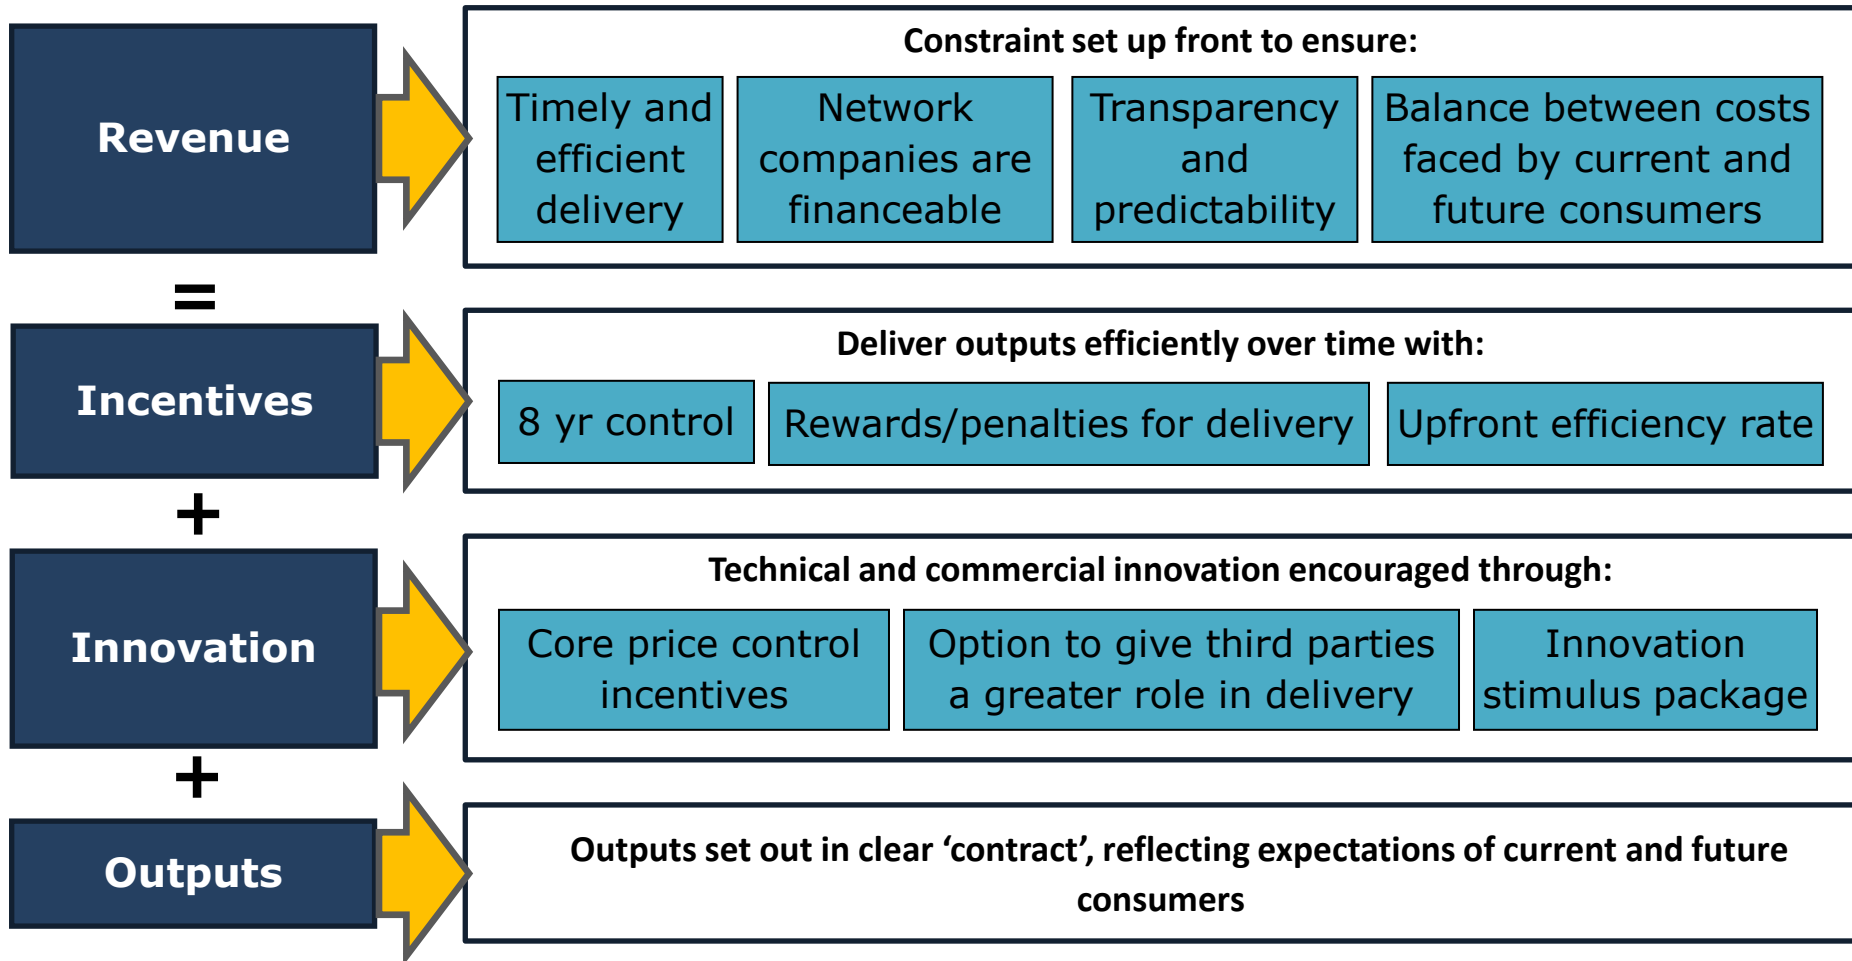 Revenue
Constraint set up front to ensure:
Timely and
efficient
delivery
Network
companies are
financeable
Transparency
and
predictability
Balance between costs
faced by current and
future consumers
=
Incentives
Deliver outputs efficiently over time with:
8 yr control
Rewards/penalties for delivery
Upfront efficiency rate
+
Innovation
Technical and commercial innovation encouraged through:
Core price control
incentives
Option to give third parties
a greater role in delivery
Innovation
stimulus package
+
Outputs
Outputs set out in clear ‘contract’, reflecting expectations of current and future
consumers